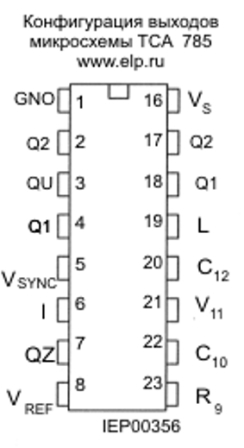 Конфигурация выходов
микросхемы TCA 785
www.elp.ru
GNO 1 16 VS
Q2 2 17 Q2
QU 3 18 Q1
Q1 4 19 L
VSYNC 5 20 C12
I 6 21 V11
QZ 7 22 C10
VREF 8 23 R9
IEP00356